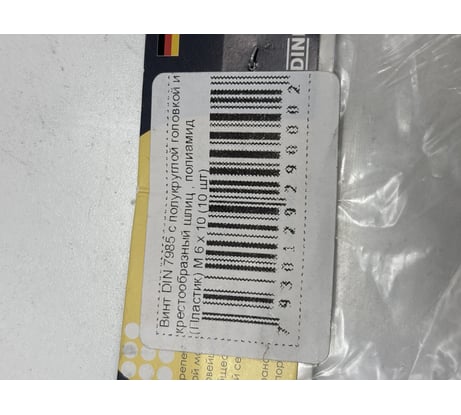 DIN
Винт DIN 7985 с полукруглой головкой и
крестообразный шлиц , полиамид
(Пластик) М 6 х 10 (10 шт)
7930129290002